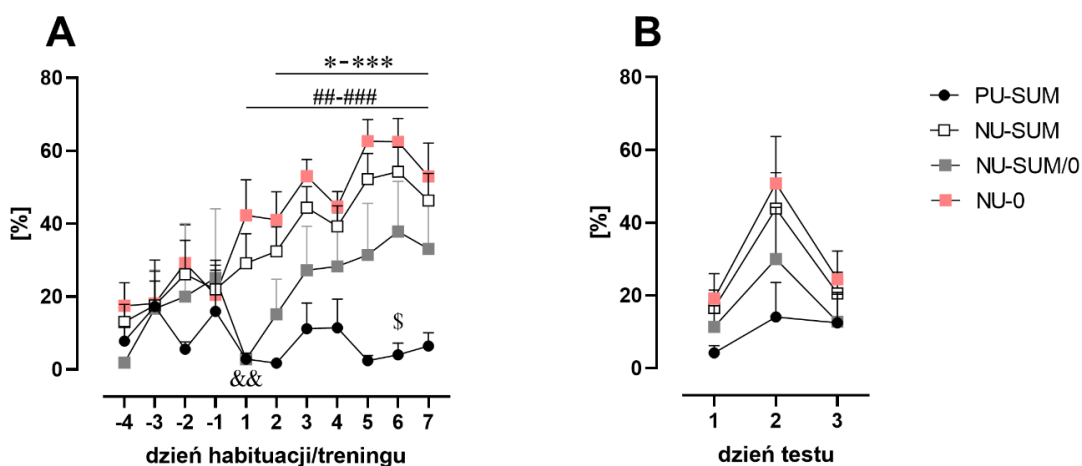 A
[%]
80
60
40
20
0
*-***
##-###
$
&&
-4 -3 -2 -1 1 2 3 4 5 6 7
dzień habituacji/treningu
B
[%]
80
60
40
20
0
1 2 3
dzień testu
PU-SUM
NU-SUM
NU-SUM/0
NU-0